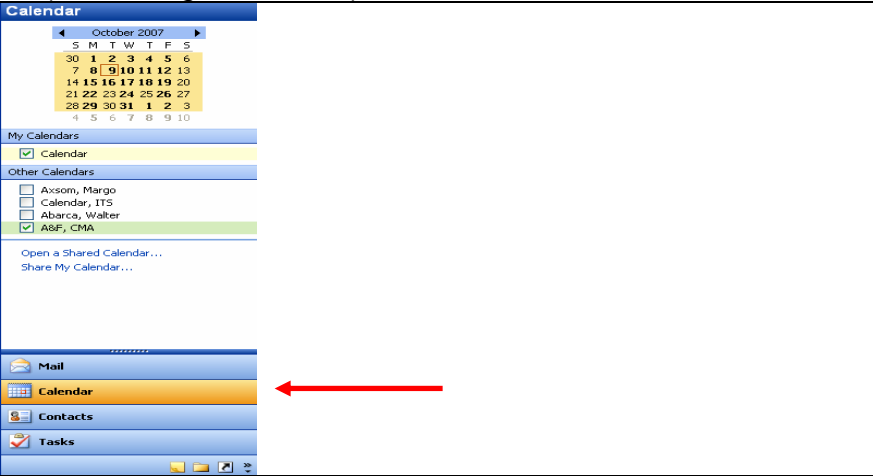 Calendar
October 2007
S M T W T F S
30 1 2 3 4 5 6
7 8 9 10 11 12 13
14 15 16 17 18 19 20
21 22 23 24 25 26 27
28 29 30 31 1 2 3
4 5 6 7 8 9 10
My Calendars
Calendar
Other Calendars
Axsom, Margo
Calendar, ITS
Abarca, Walter
A&F, CMA
Open a Shared Calendar...
Share My Calendar...
Mail
Calendar
Contacts
Tasks